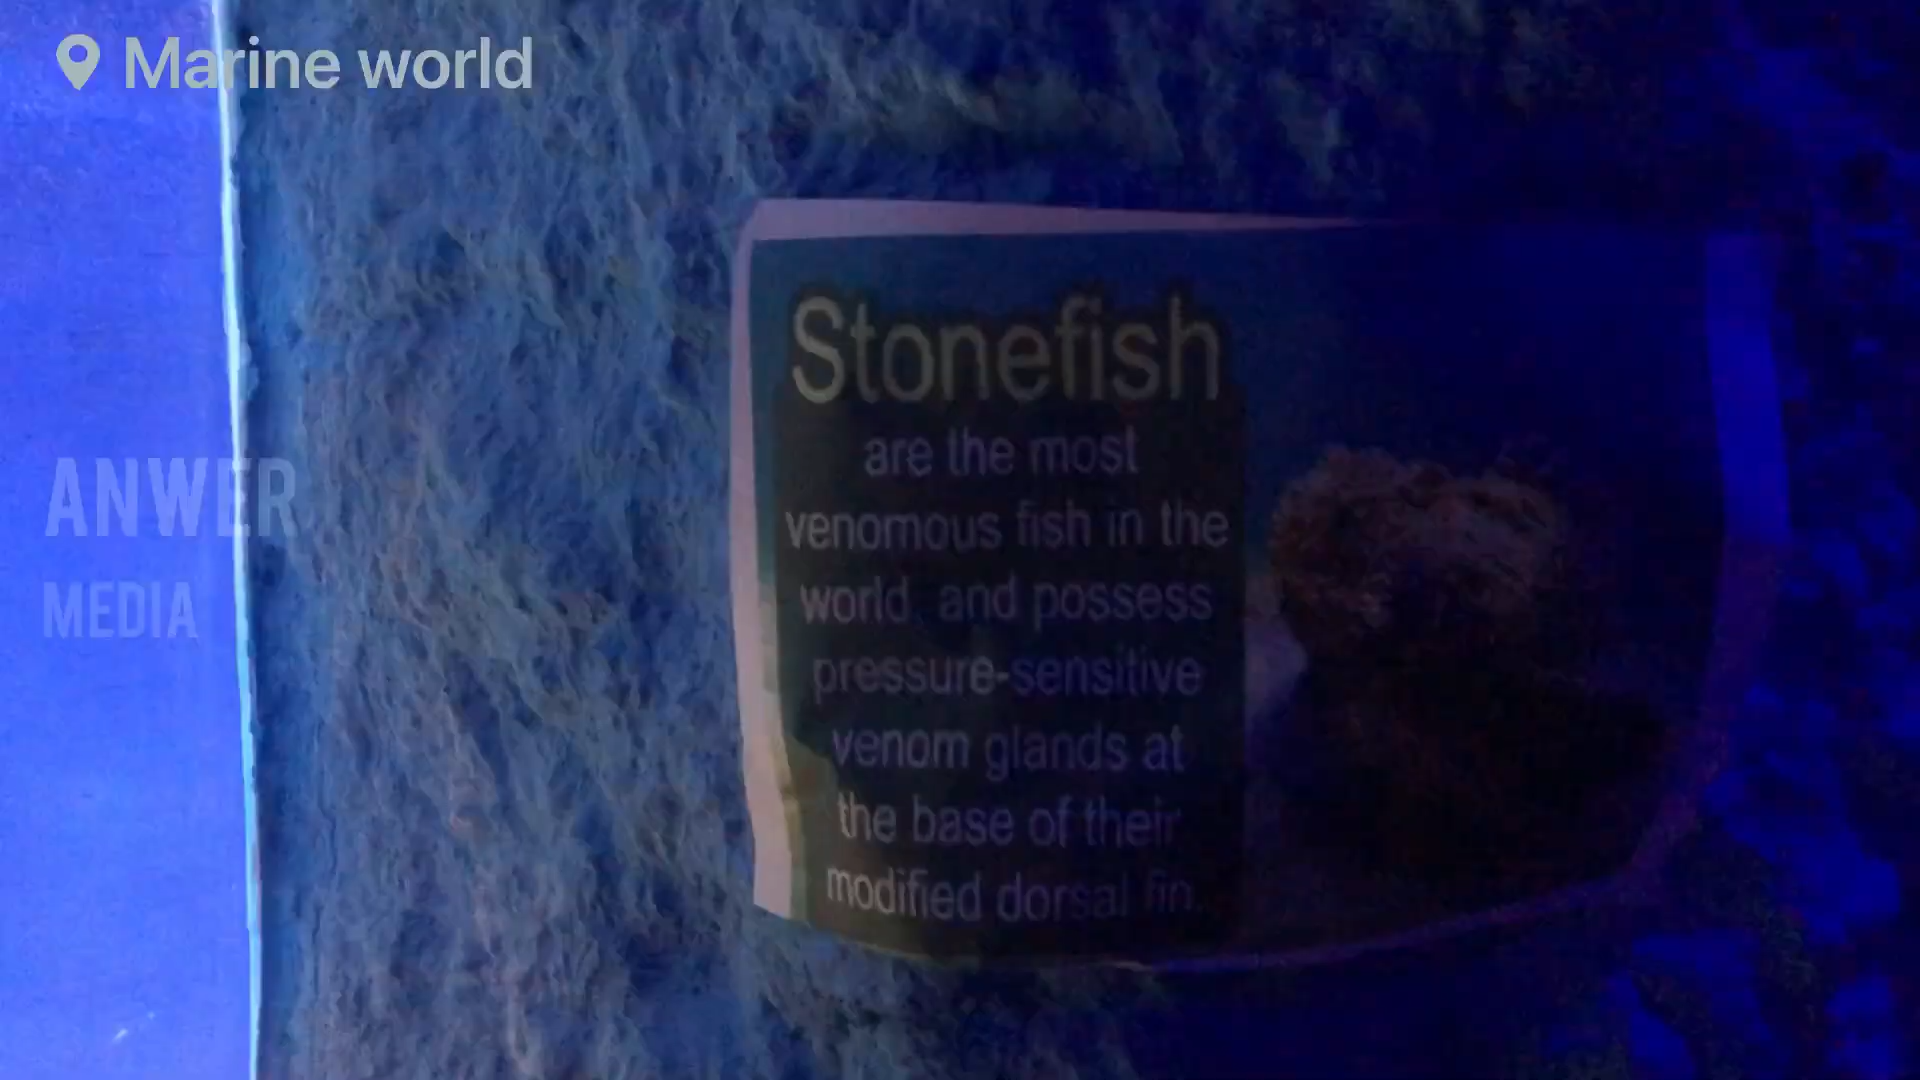 Marine world
ANWER
MEDIA
Stonefish
are the most
venomous fish in the
world and possess
pressure-sensitive
venom glands at
the base of their
modified dorsal fin.